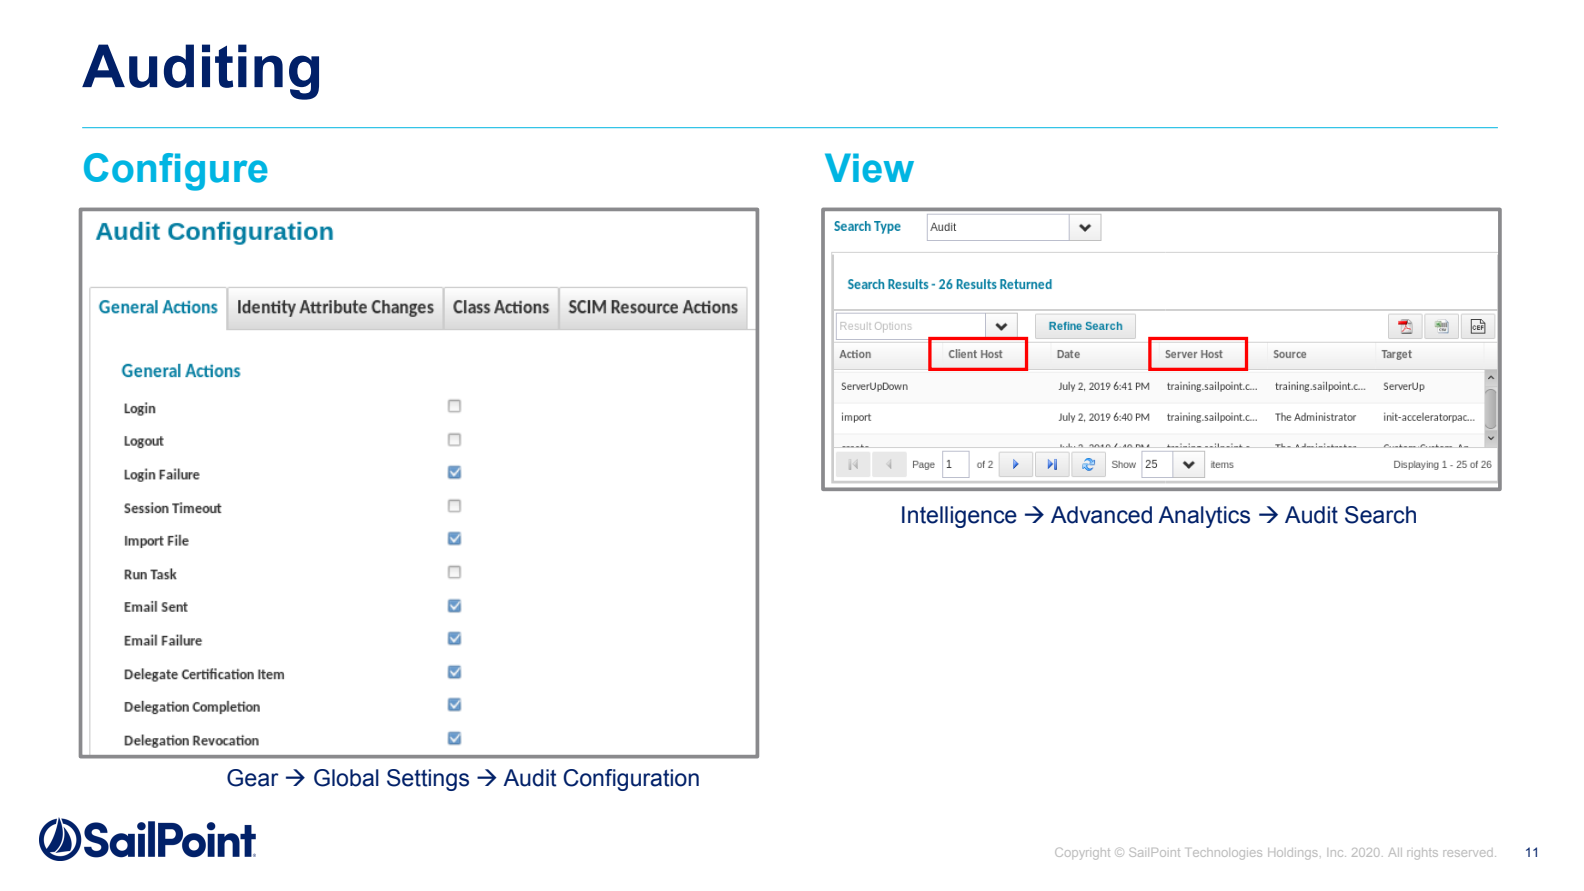 Auditing
Configure
Audit Configuration
General Actions Identity Attribute Changes Class Actions SCIM Resource Actions
General Actions
Login
Logout
Login Failure
Session Timeout
Import File
Run Task
Email Sent
Email Failure
Delegate Certification Item
Delegation Completion
Delegation Revocation
Gear → Global Settings → Audit Configuration
View
Search Type Audit
Search Results - 26 Results Returned
Result Options Refine Search CEF
Action Client Host Date Server Host Source Target
ServerUpDown July 2, 2019 6:41 PM training.sailpoint.c... training.sailpoint.c... ServerUp
import July 2, 2019 6:40 PM training.sailpoint.c... The Administrator init-acceleratorpac...
Page 1 of 2 Show 25 items Displaying 1 - 25 of 26
Intelligence → Advanced Analytics → Audit Search
SailPoint
Copyright © SailPoint Technologies Holdings, Inc. 2020. All rights reserved. 11